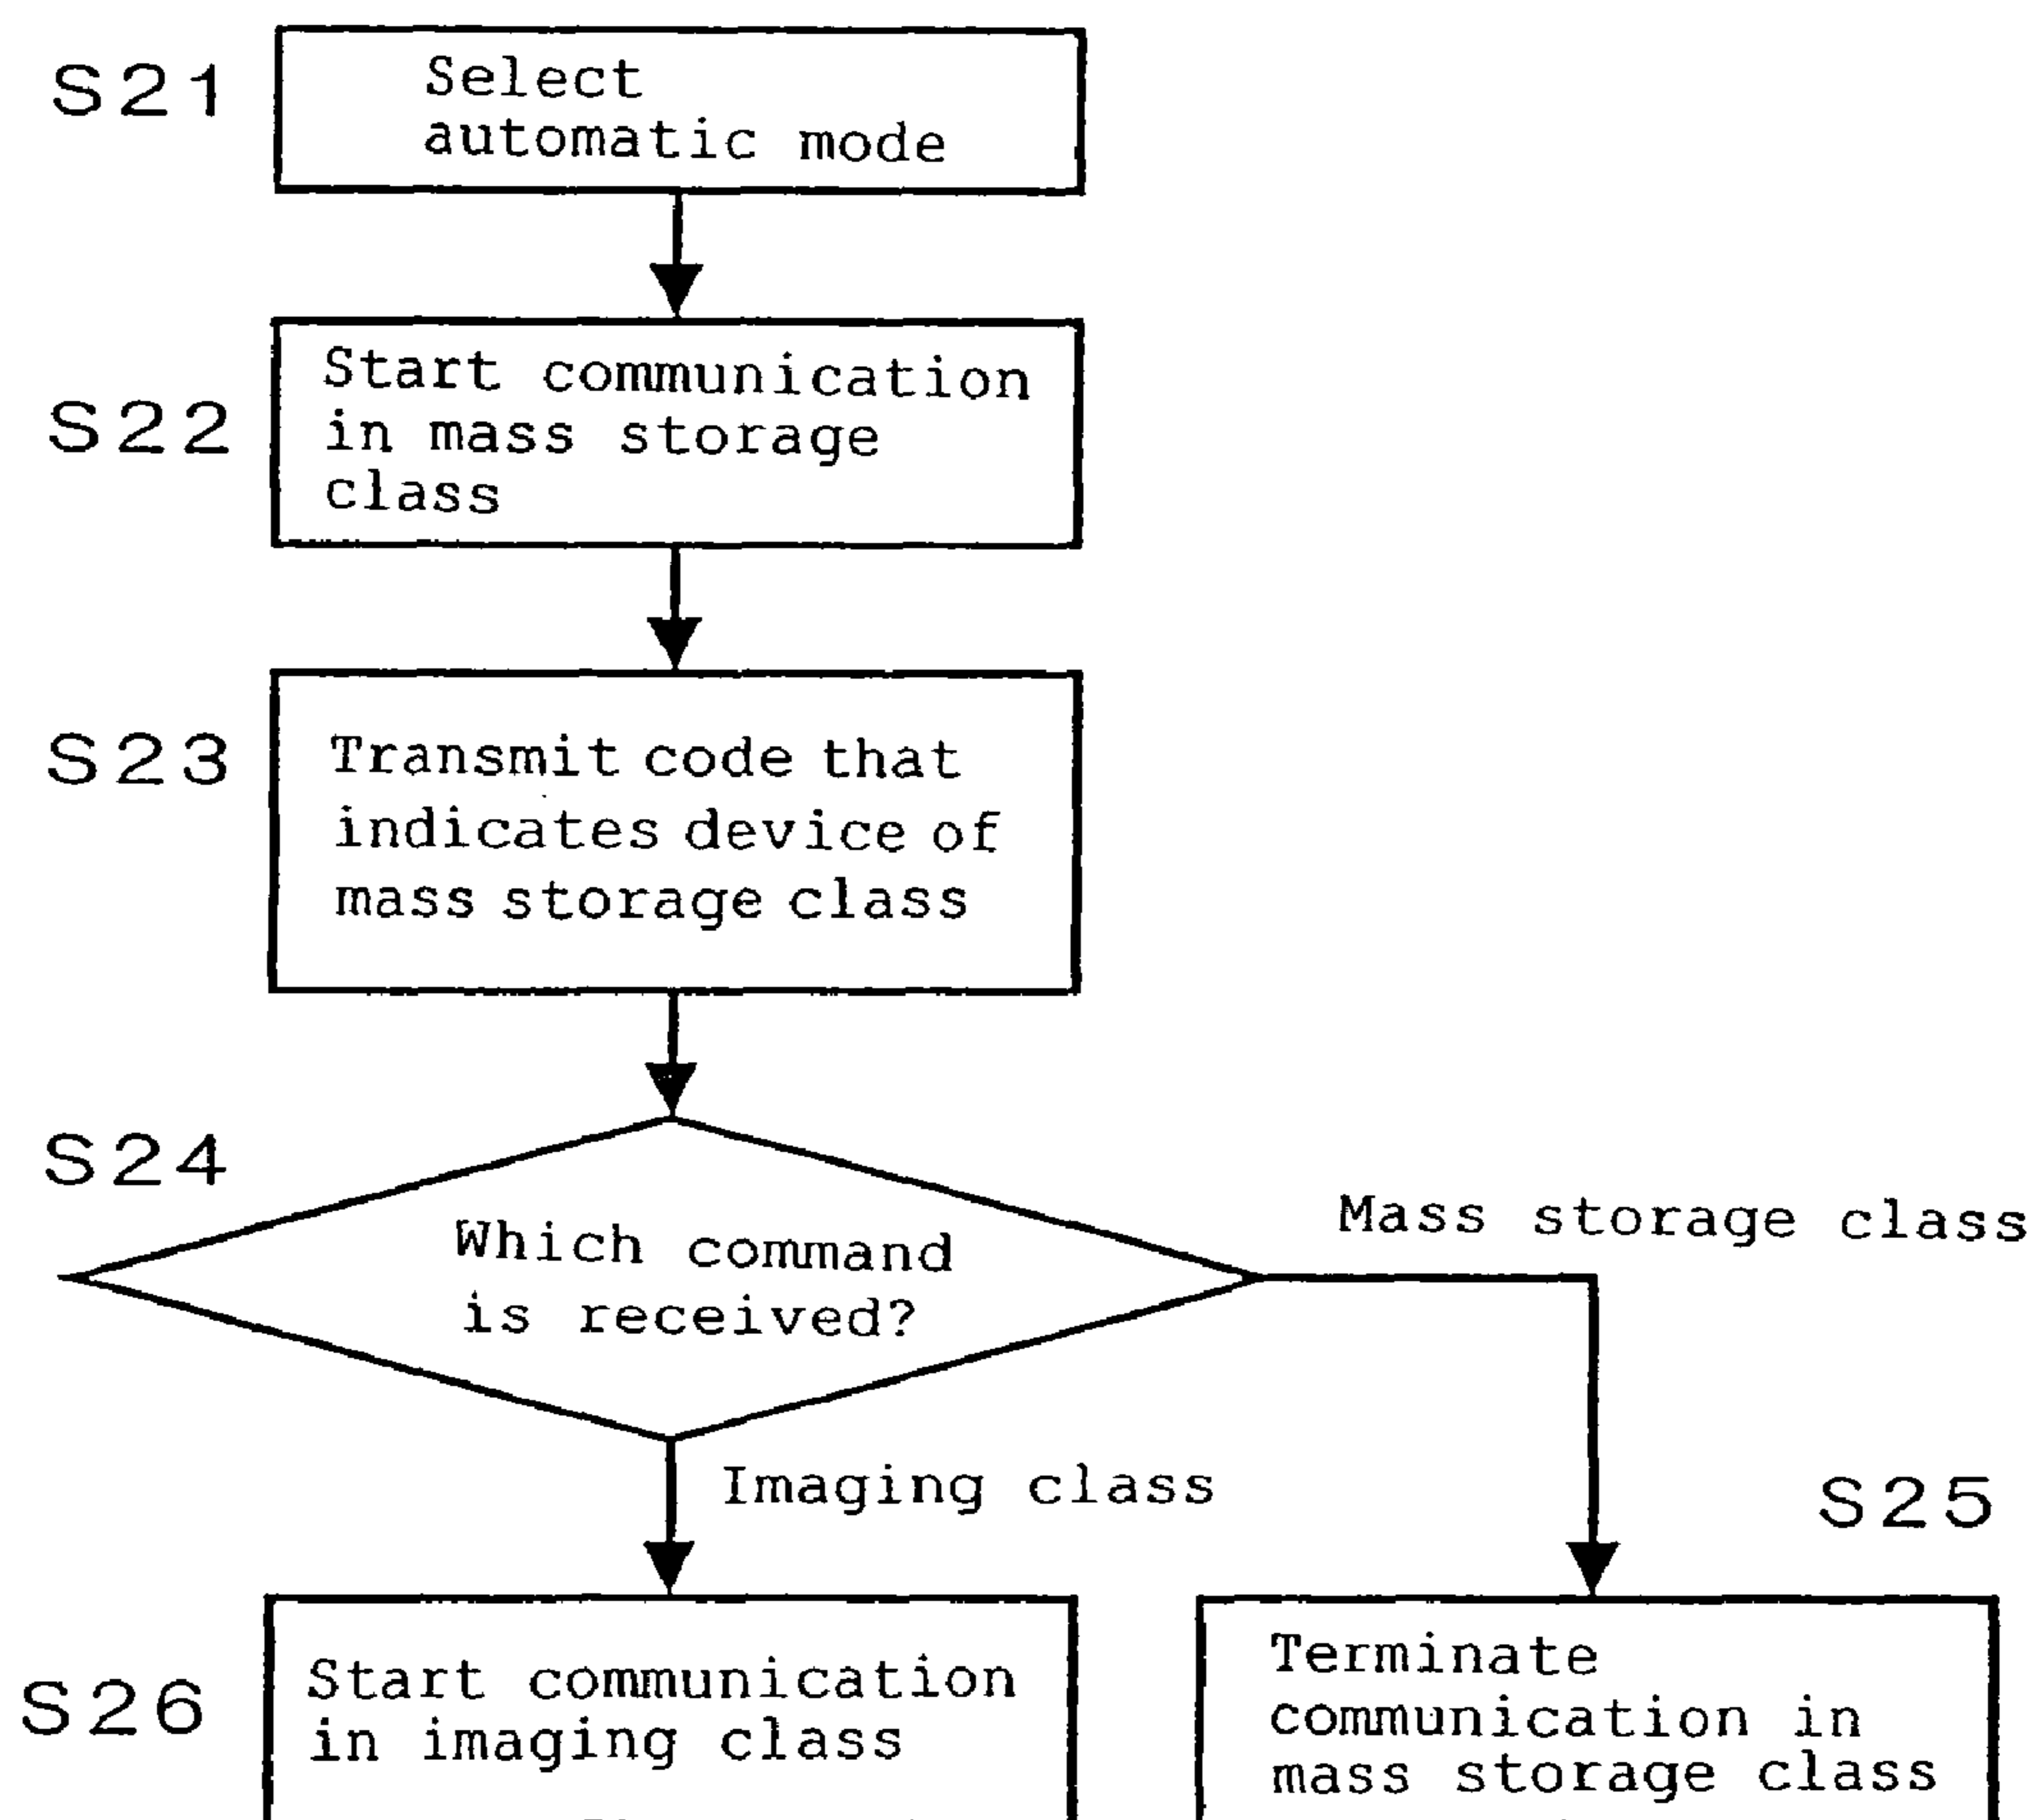 S21
Select
automatic mode
S22
Start communication
in mass storage
class
S23
Transmit code that
indicates device of
mass storage class
S24
Which command
is received?
Mass storage class
Imaging class
S25
S26
Start communication
in imaging class
Terminate
communication in
mass storage class